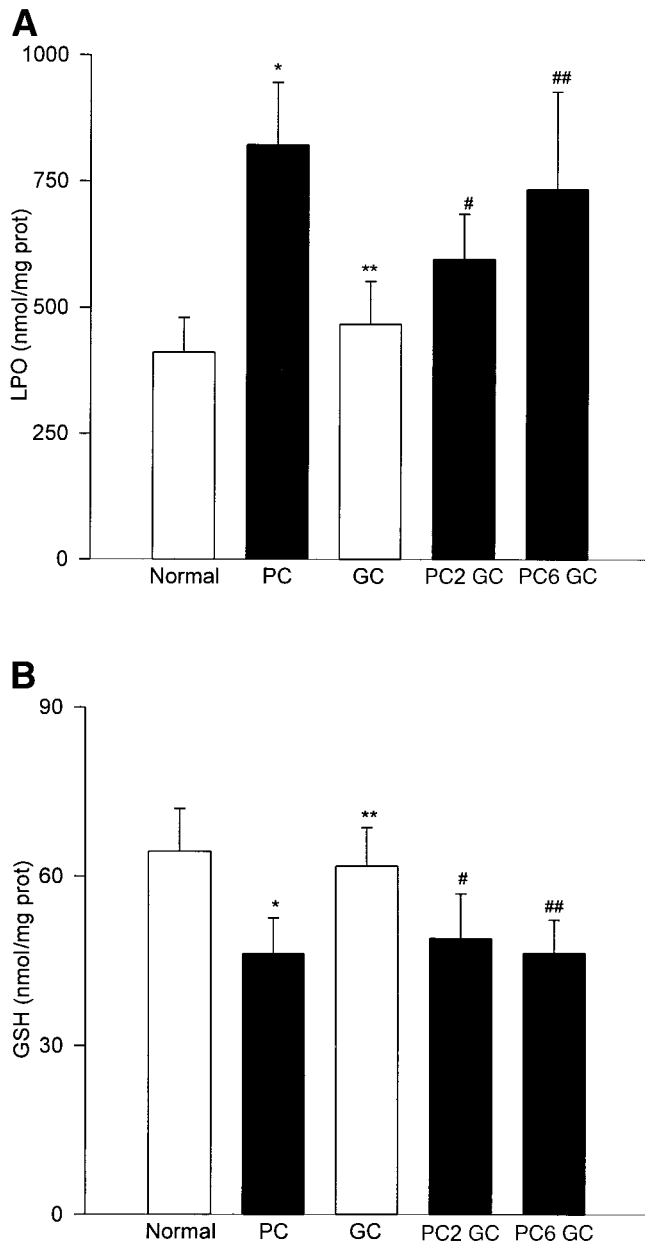 A
1000
*
##
750
#
**
500
250
0
LPO (nmol/mg prot)
Normal PC GC PC2 GC PC6 GC
B
90
**
60
*
#
##
30
0
GSH (nmol/mg prot)
Normal PC GC PC2 GC PC6 GC